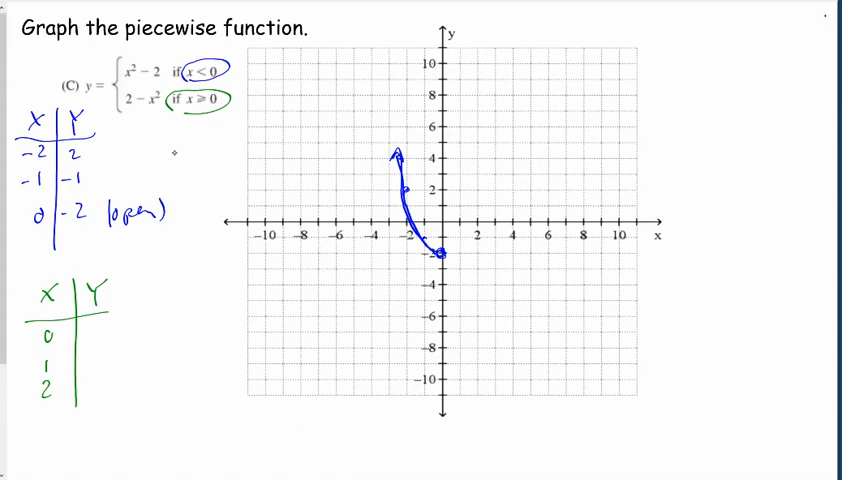 Graph the piecewise function.
(C) y = { x² − 2 if x < 0
2 − x² if x ⩾ 0
X Y
-2 2
-1 -1
0 -2 (open)
X Y
0
1
2
y
10
8
6
4
2
−10 −8 −6 −4 −2 2 4 6 8 10 x
−2
−4
−6
−8
−10